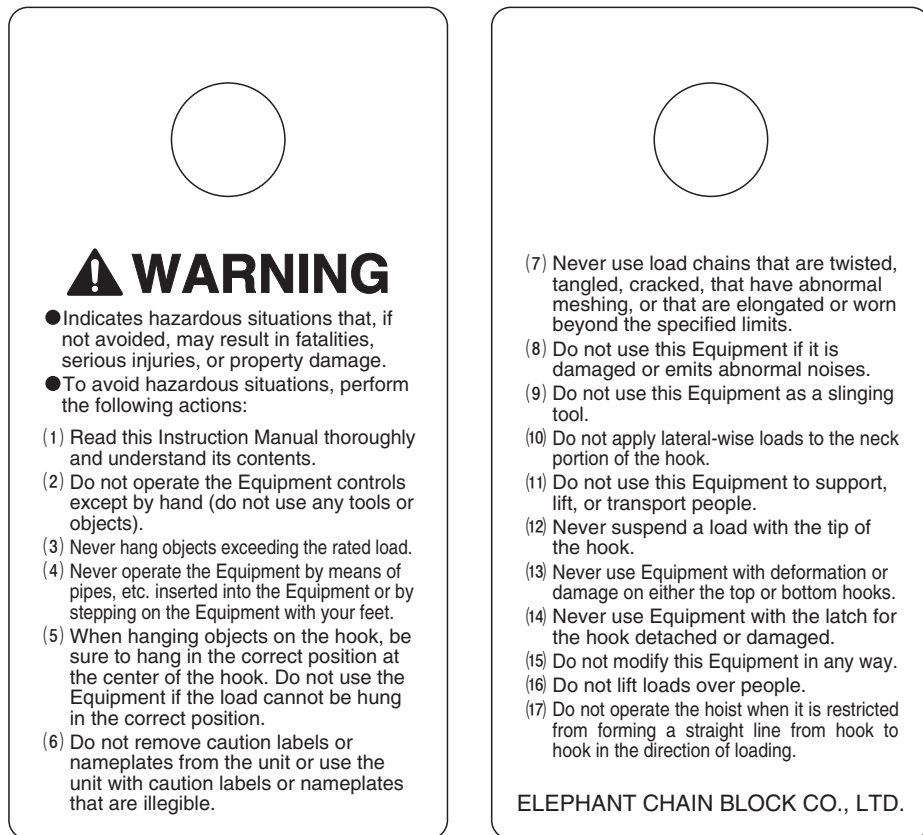 ⚠ WARNING
●Indicates hazardous situations that, if
not avoided, may result in fatalities,
serious injuries, or property damage.
●To avoid hazardous situations, perform
the following actions:
(1) Read this Instruction Manual thoroughly
and understand its contents.
(2) Do not operate the Equipment controls
except by hand (do not use any tools or
objects).
(3) Never hang objects exceeding the rated load.
(4) Never operate the Equipment by means of
pipes, etc. inserted into the Equipment or by
stepping on the Equipment with your feet.
(5) When hanging objects on the hook, be
sure to hang in the correct position at
the center of the hook. Do not use the
Equipment if the load cannot be hung
in the correct position.
(6) Do not remove caution labels or
nameplates from the unit or use the
unit with caution labels or nameplates
that are illegible.
(7) Never use load chains that are twisted,
tangled, cracked, that have abnormal
meshing, or that are elongated or worn
beyond the specified limits.
(8) Do not use this Equipment if it is
damaged or emits abnormal noises.
(9) Do not use this Equipment as a slinging
tool.
(10) Do not apply lateral-wise loads to the neck
portion of the hook.
(11) Do not use this Equipment to support,
lift, or transport people.
(12) Never suspend a load with the tip of
the hook.
(13) Never use Equipment with deformation or
damage on either the top or bottom hooks.
(14) Never use Equipment with the latch for
the hook detached or damaged.
(15) Do not modify this Equipment in any way.
(16) Do not lift loads over people.
(17) Do not operate the hoist when it is restricted
from forming a straight line from hook to
hook in the direction of loading.
ELEPHANT CHAIN BLOCK CO., LTD.